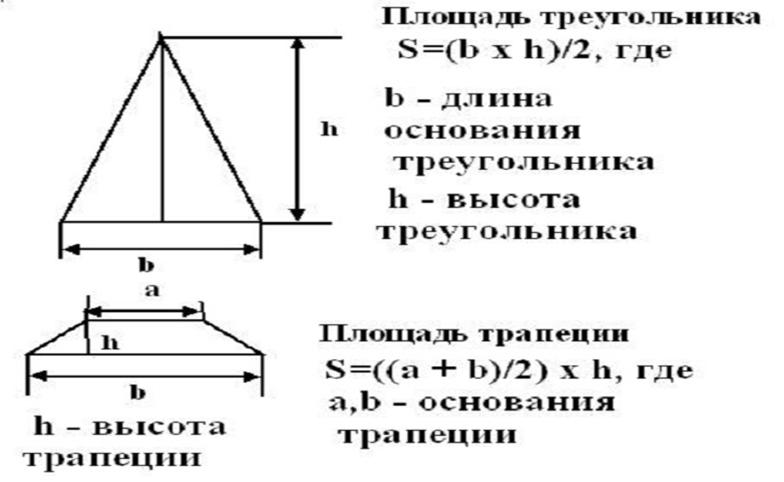 Площадь треугольника
S=(b x h)/2, где
h
b – длина
основания
треугольника
h - высота
треугольника
b
a
h
b
Площадь трапеции
S=((a + b)/2) x h, где
a,b – основания
трапеции
h – высота
трапеции